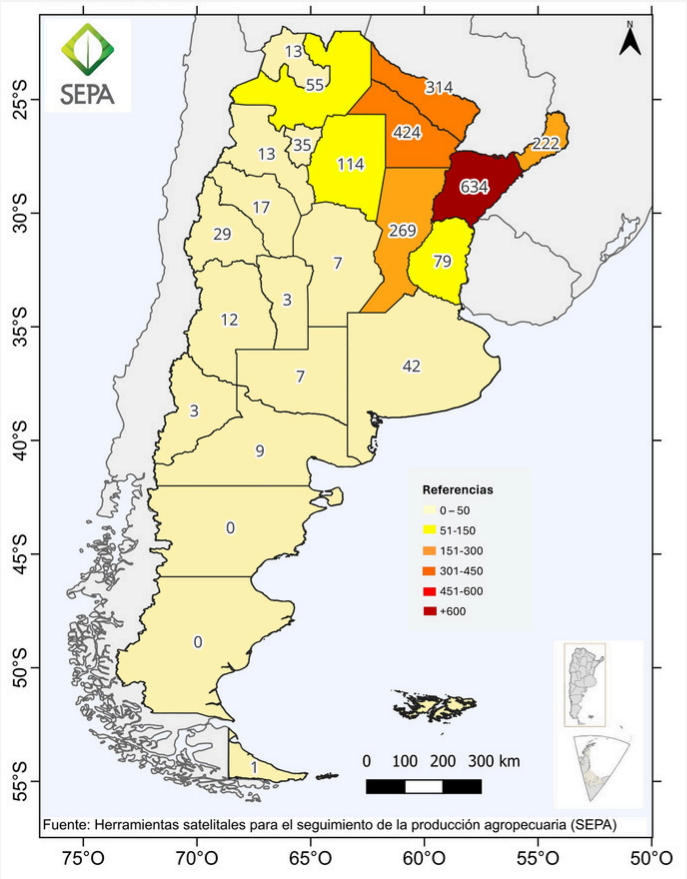 N
SEPA
13
55
314
25°S
424
222
35
13
114
634
17
30°S
29
269
7
79
3
12
35°S
7
42
3
40°S
9
Referencias
0 – 50
0
51-150
45°S
151-300
301-450
451-600
+600
0
50°S
0 100 200 300 km
1
55°S
Fuente: Herramientas satelitales para el seguimiento de la producción agropecuaria (SEPA)
75°O 70°O 65°O 60°O 55°O 50°O